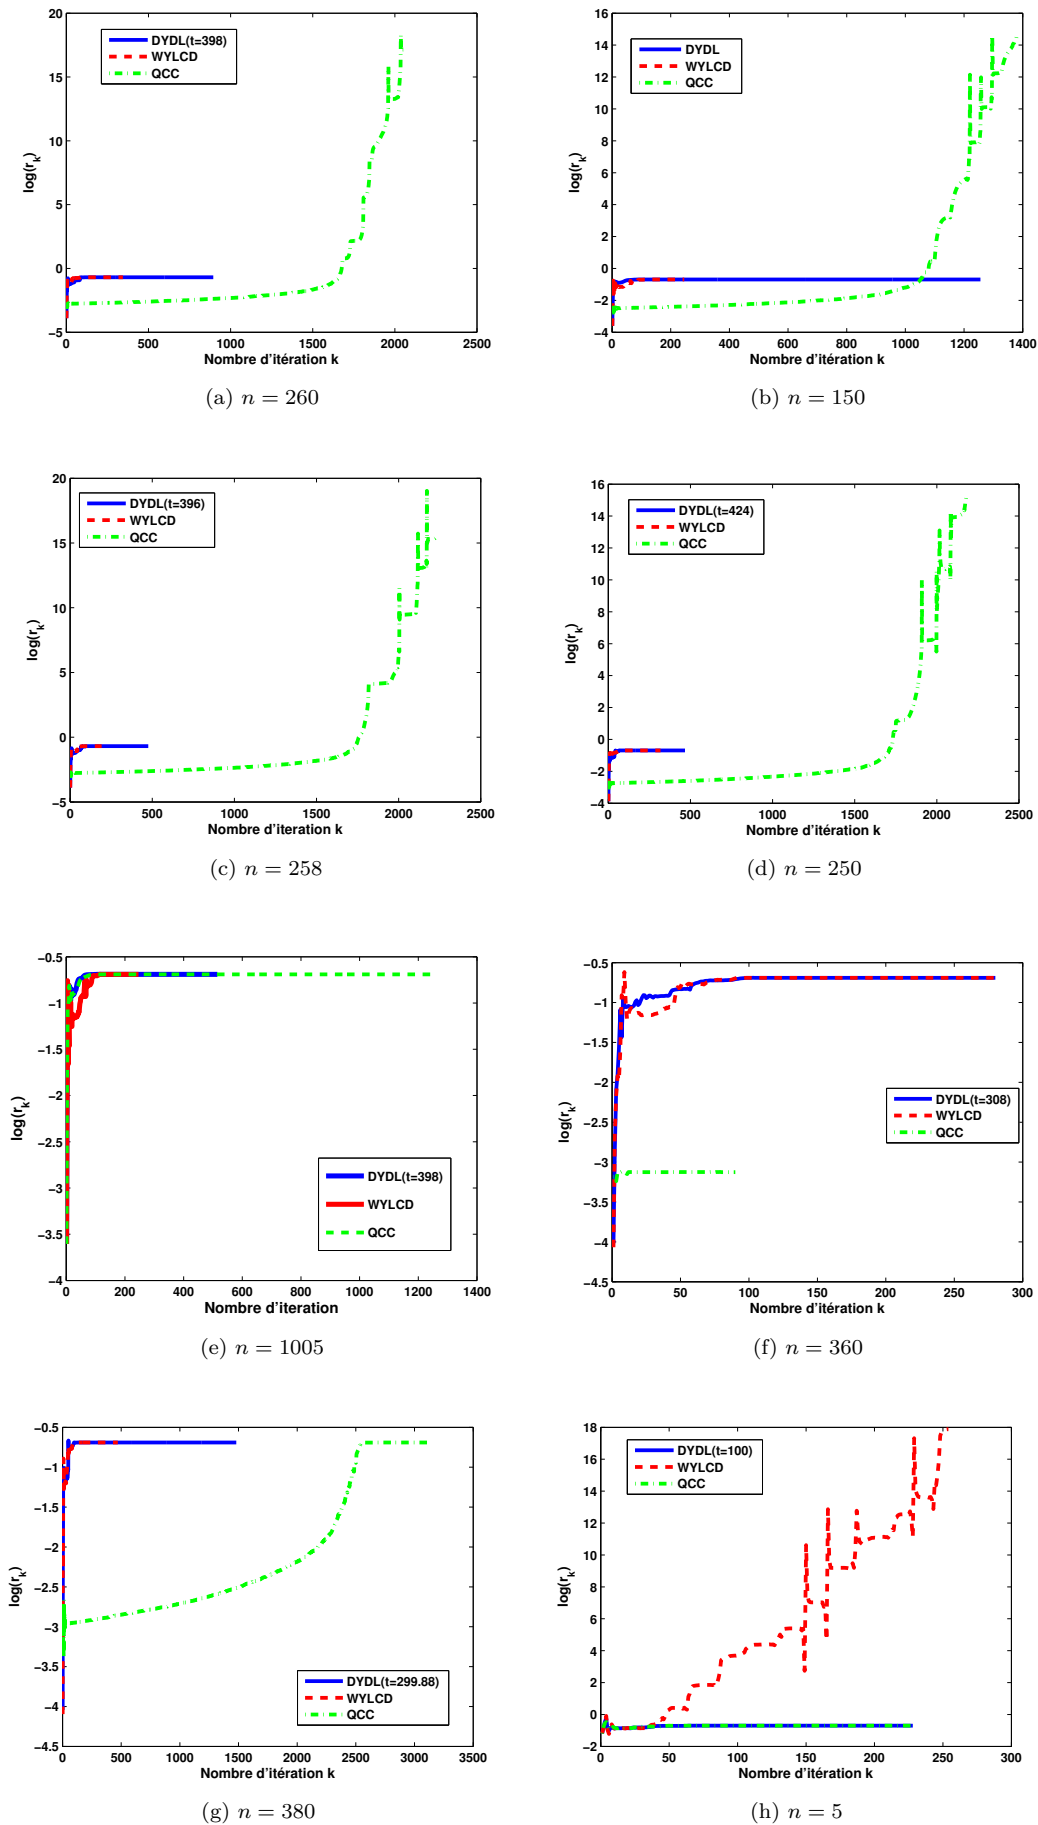 20
15
10
5
0
−5
0
500
1000
1500
2000
2500
log(r_k)
Nombre d'itération k
DYDL(t=398)
WYLCD
QCC
(a) n = 260
16
14
12
10
8
6
4
2
0
−2
−4
0
200
400
600
800
1000
1200
1400
log(r_k)
Nombre d'itération k
DYDL
WYLCD
QCC
(b) n = 150
20
15
10
5
0
−5
0
500
1000
1500
2000
2500
log(r_k)
Nombre d'iteration k
DYDL(t=396)
WYLCD
QCC
(c) n = 258
16
14
12
10
8
6
4
2
0
−2
−4
0
500
1000
1500
2000
2500
log(r_k)
Nombre d'itération k
DYDL(t=424)
WYLCD
QCC
(d) n = 250
−0.5
−1
−1.5
−2
−2.5
−3
−3.5
−4
0
200
400
600
800
1000
1200
1400
log(r_k)
Nombre d'iteration
DYDL(t=398)
WYLCD
QCC
(e) n = 1005
−0.5
−1
−1.5
−2
−2.5
−3
−3.5
−4
−4.5
0
50
100
150
200
250
300
log(r_k)
Nombre d'itération k
DYDL(t=308)
WYLCD
QCC
(f) n = 360
−0.5
−1
−1.5
−2
−2.5
−3
−3.5
−4
−4.5
0
500
1000
1500
2000
2500
3000
3500
log(r_k)
Nombre d'itération k
DYDL(t=299.88)
WYLCD
QCC
(g) n = 380
18
16
14
12
10
8
6
4
2
0
−2
0
50
100
150
200
250
300
log(r_k)
Nombre d'itération k
DYDL(t=100)
WYLCD
QCC
(h) n = 5